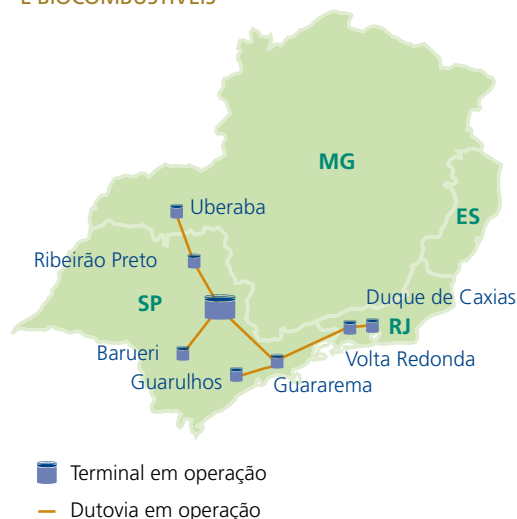 E BIOCOMBUSTÍVEIS
MG
Uberaba
ES
Ribeirão Preto
Duque de Caxias
SP
RJ
Barueri
Volta Redonda
Guarulhos
Guararema
Terminal em operação
Dutovia em operação